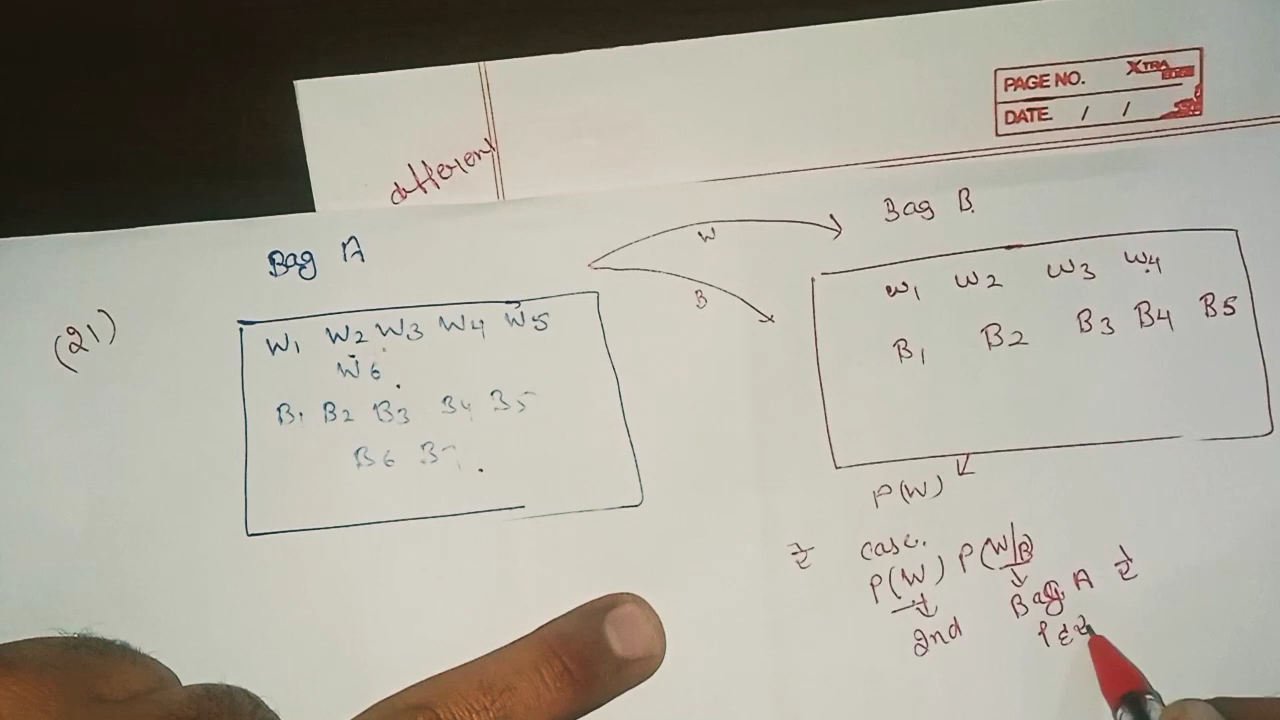 PAGE NO. XTRA
DATE / /
different
Bag A
Bag B.
(21)
W
B
W1 W2 W3 W4 W5
W6.
B1 B2 B3 B4 B5
B6 B7.
W1 W2 W3 W4
B1 B2 B3 B4 B5
P(W)
case.
P(W) P(W/B)
2nd Bag A